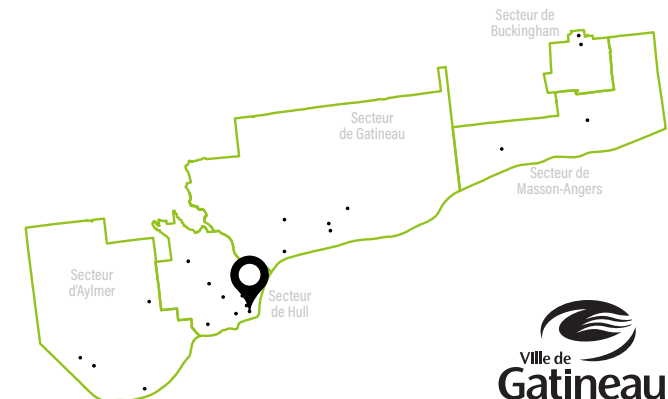 Secteur de
Buckingham
Secteur
de Gatineau
Secteur de
Masson-Angers
Secteur
d'Aylmer
Secteur
de Hull
Ville de
Gatineau